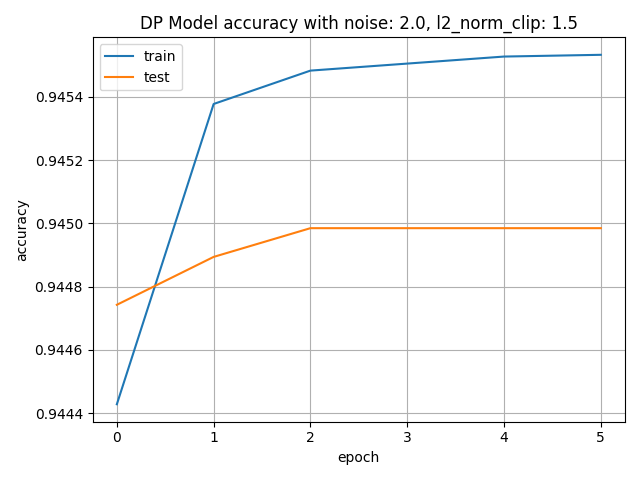 DP Model accuracy with noise: 2.0, l2_norm_clip: 1.5
train
test
0.9454
0.9452
0.9450
0.9448
0.9446
0.9444
accuracy
0 1 2 3 4 5
epoch